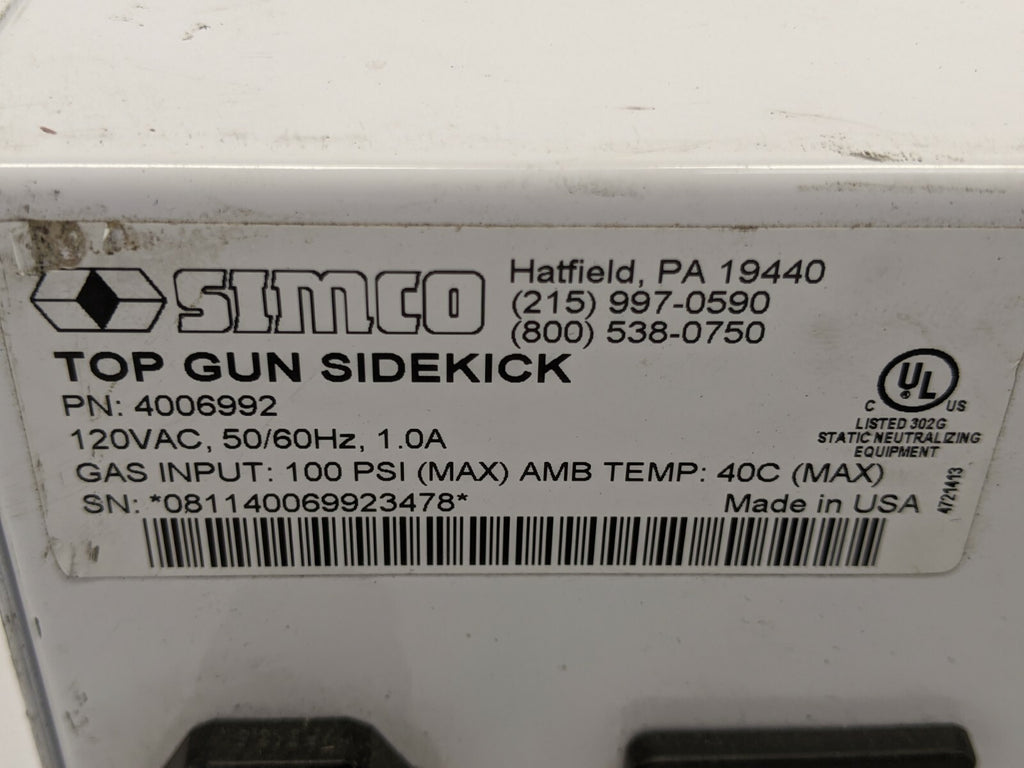 SIMCO
Hatfield, PA 19440
(215) 997-0590
(800) 538-0750
TOP GUN SIDEKICK
PN: 4006992
120VAC, 50/60Hz, 1.0A
GAS INPUT: 100 PSI (MAX) AMB TEMP: 40C (MAX)
SN: *081140069923478*
Made in USA
UL
®
C US
LISTED 302G
STATIC NEUTRALIZING
EQUIPMENT
4721413